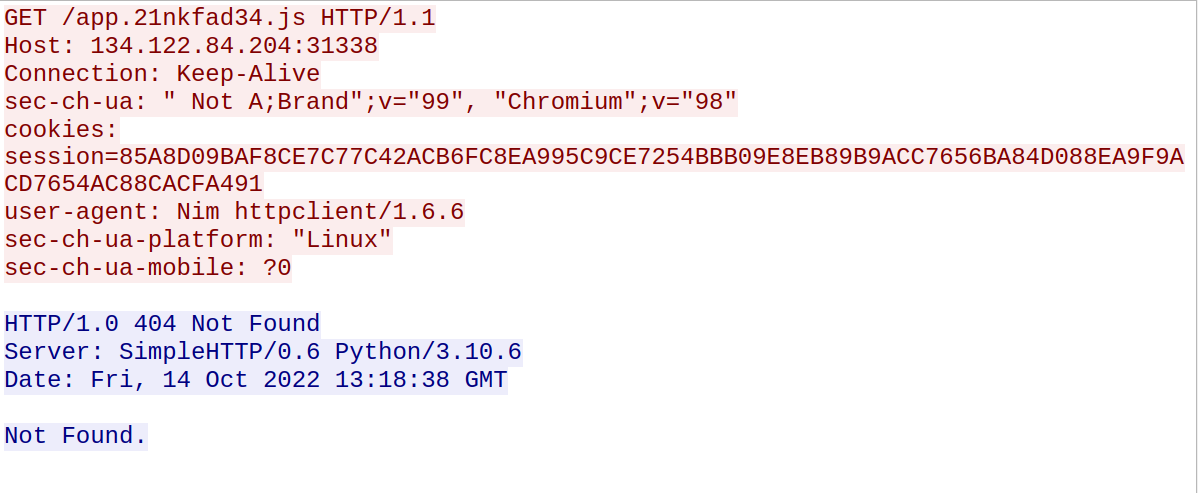 GET /app.21nkfad34.js HTTP/1.1
Host: 134.122.84.204:31338
Connection: Keep-Alive
sec-ch-ua: " Not A;Brand";v="99", "Chromium";v="98"
cookies:
session=85A8D09BAF8CE7C77C42ACB6FC8EA995C9CE7254BBB09E8EB89B9ACC7656BA84D088EA9F9A
CD7654AC88CACFA491
user-agent: Nim httpclient/1.6.6
sec-ch-ua-platform: "Linux"
sec-ch-ua-mobile: ?0
HTTP/1.0 404 Not Found
Server: SimpleHTTP/0.6 Python/3.10.6
Date: Fri, 14 Oct 2022 13:18:38 GMT
Not Found.